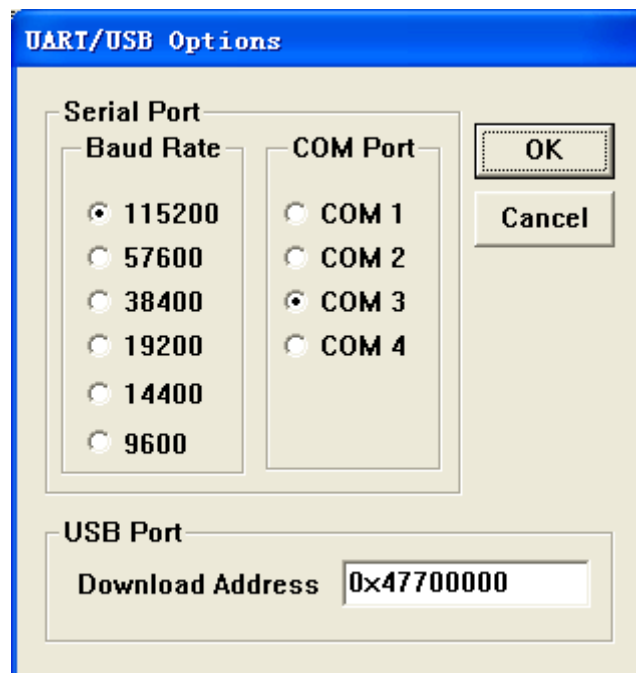 UART/USB Options
Serial Port
Baud Rate
115200
57600
38400
19200
14400
9600
COM Port
COM 1
COM 2
COM 3
COM 4
OK
Cancel
USB Port
Download Address 0x47700000